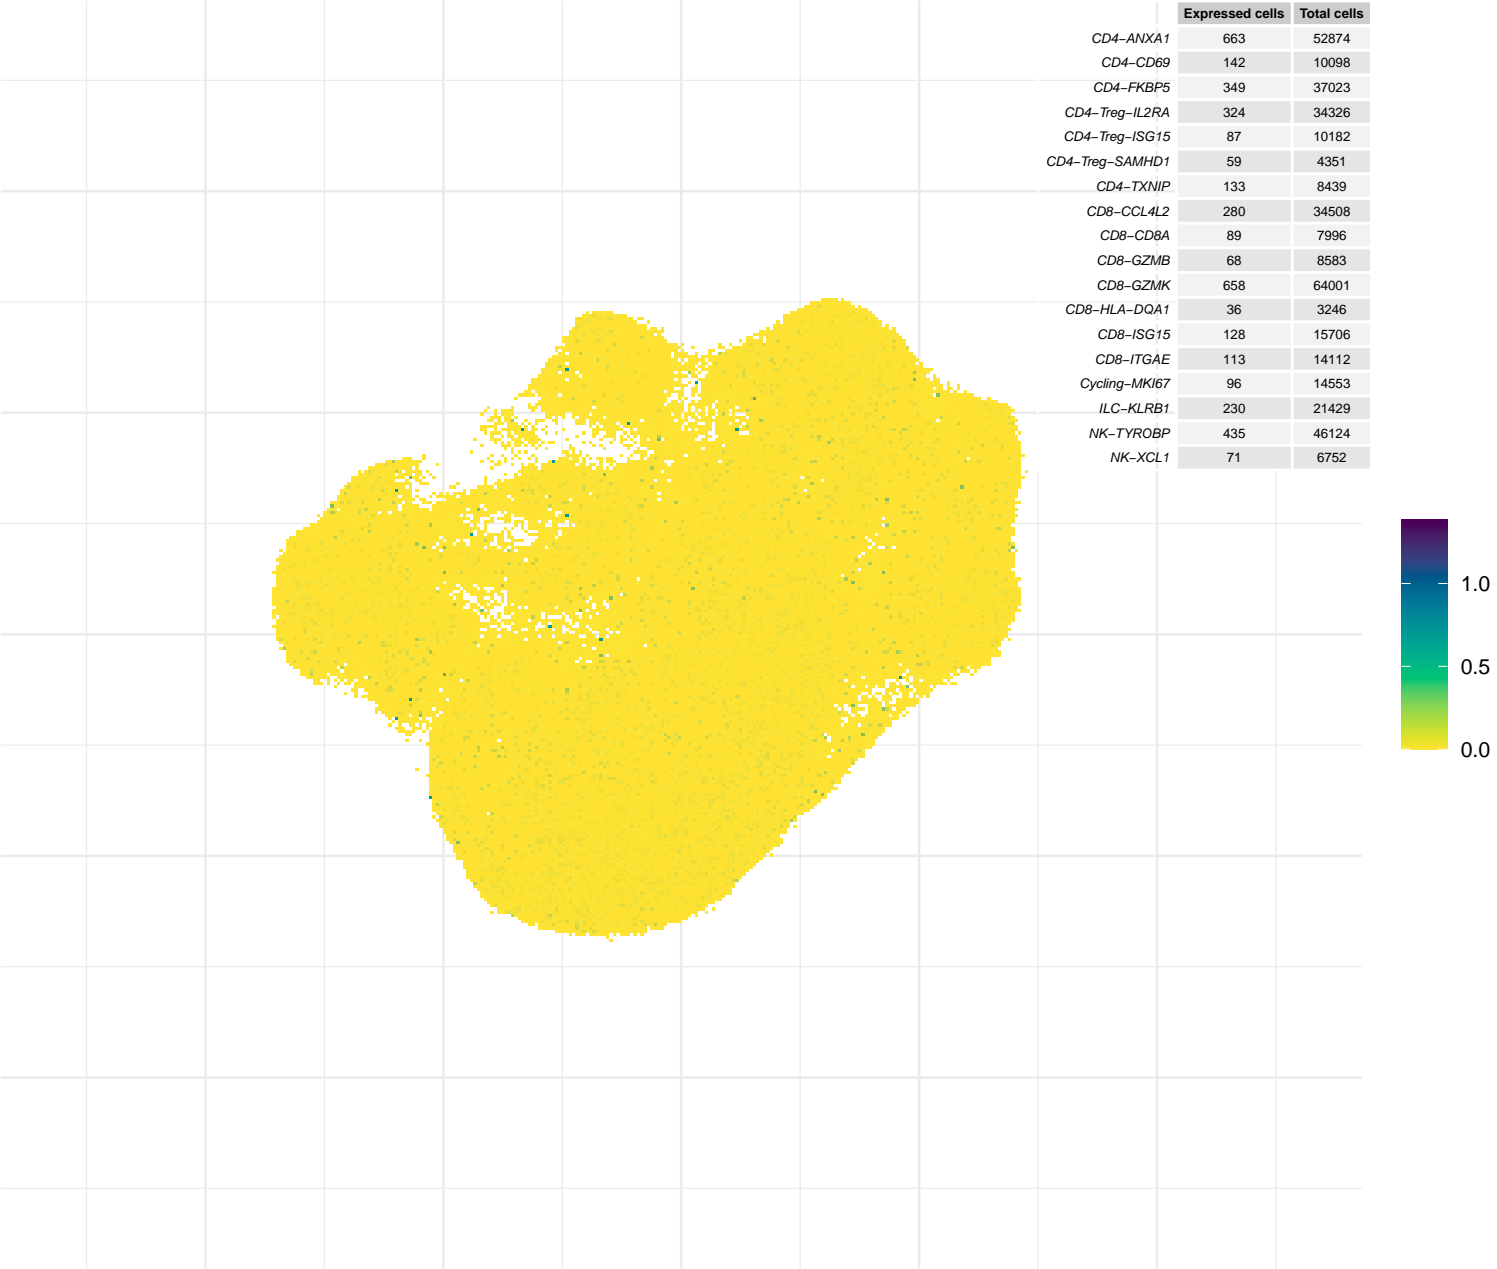 Expressed cells Total cells
CD4−ANXA1 663 52874
CD4−CD69 142 10098
CD4−FKBP5 349 37023
CD4−Treg−IL2RA 324 34326
CD4−Treg−ISG15 87 10182
CD4−Treg−SAMHD1 59 4351
CD4−TXNIP 133 8439
CD8−CCL4L2 280 34508
CD8−CD8A 89 7996
CD8−GZMB 68 8583
CD8−GZMK 658 64001
CD8−HLA−DQA1 36 3246
CD8−ISG15 128 15706
CD8−ITGAE 113 14112
Cycling−MKI67 96 14553
ILC−KLRB1 230 21429
NK−TYROBP 435 46124
NK−XCL1 71 6752
1.0
0.5
0.0